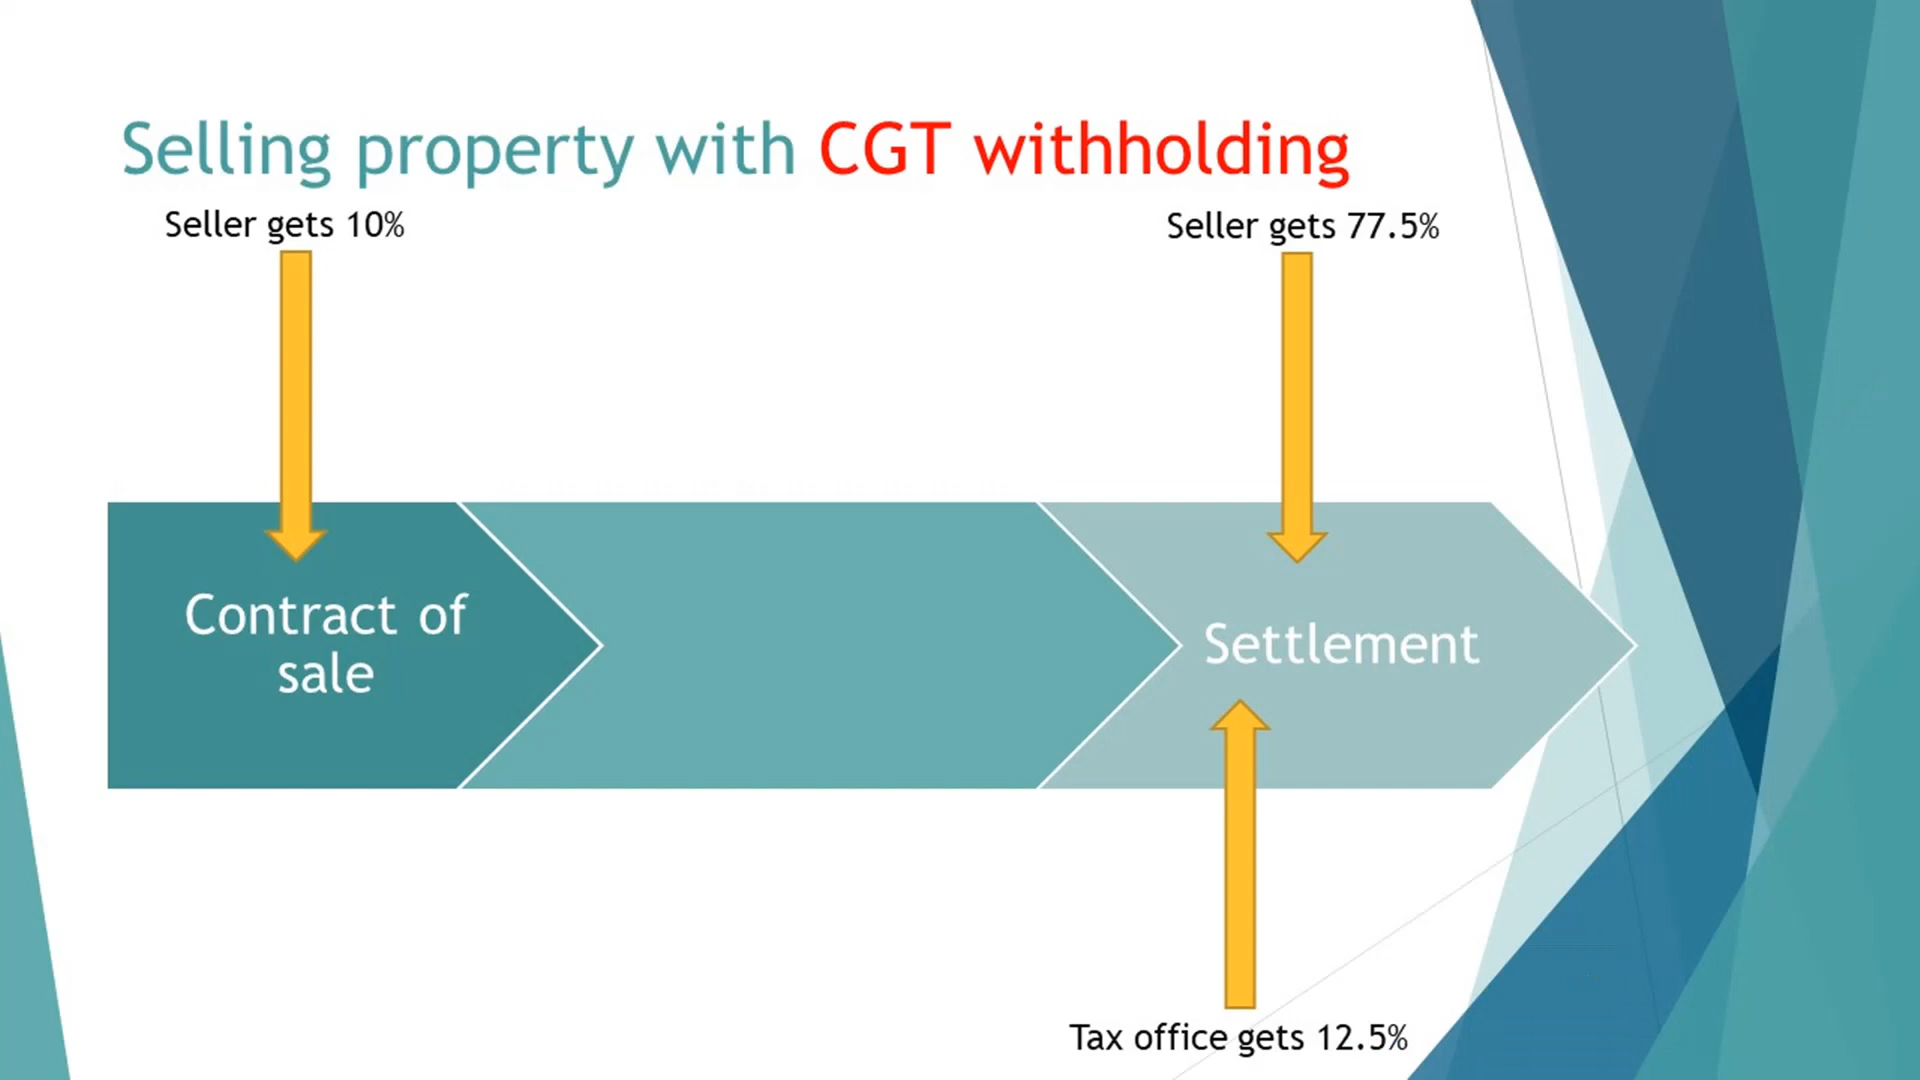 Selling property with CGT withholding
Seller gets 10%
Seller gets 77.5%
Contract of
sale
Settlement
Tax office gets 12.5%